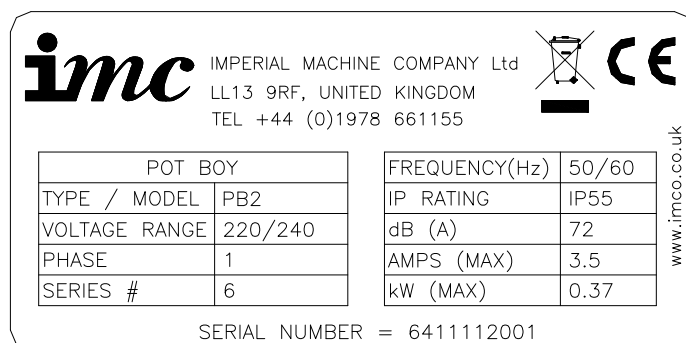 imc
IMPERIAL MACHINE COMPANY Ltd
LL13 9RF, UNITED KINGDOM
TEL +44 (0)1978 661155
CE
www.imco.co.uk
POT BOY
TYPE / MODEL PB2
VOLTAGE RANGE 220/240
PHASE 1
SERIES # 6
FREQUENCY(Hz) 50/60
IP RATING IP55
dB (A) 72
AMPS (MAX) 3.5
kW (MAX) 0.37
SERIAL NUMBER = 6411112001